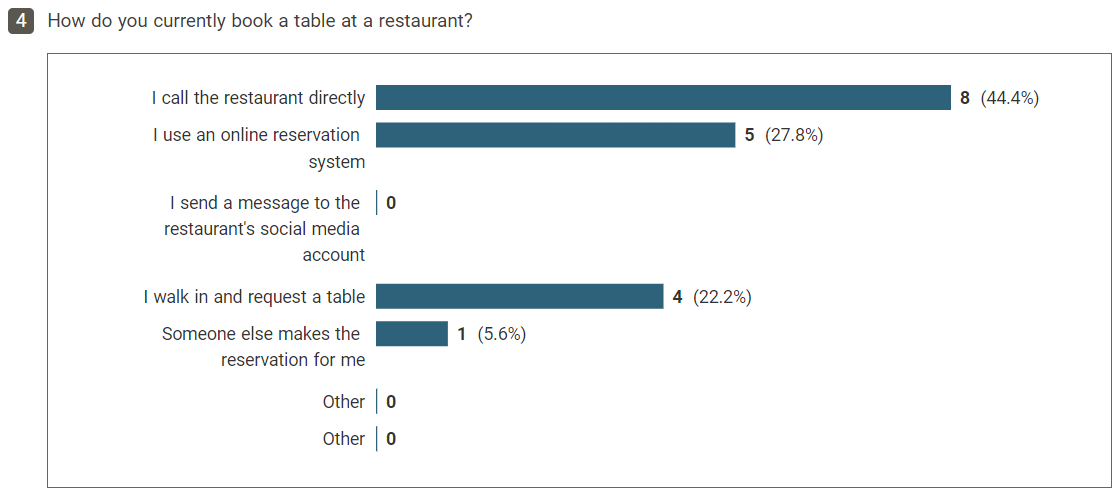 4 How do you currently book a table at a restaurant?
I call the restaurant directly 8 (44.4%)
I use an online reservation 5 (27.8%)
system
I send a message to the 0
restaurant's social media
account
I walk in and request a table 4 (22.2%)
Someone else makes the 1 (5.6%)
reservation for me
Other 0
Other 0